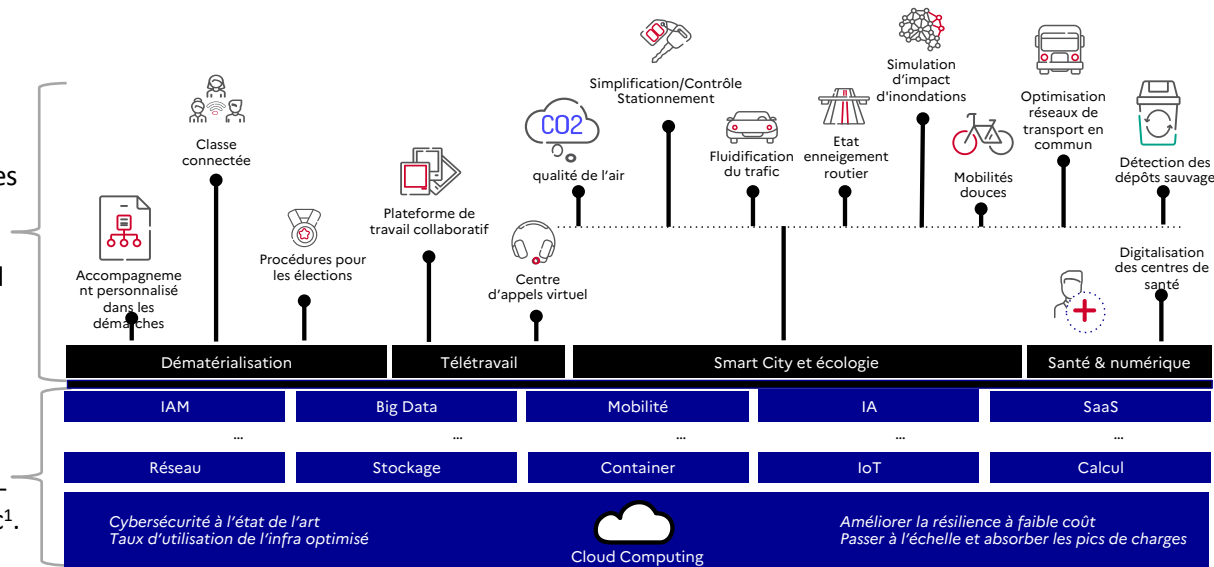 Simplification/Contrôle
Stationnement
Simulation
d'impact
d'inondations
Optimisation
réseaux de
transport en
commun
Classe
connectée
CO2
qualité de l'air
Fluidification
du trafic
Etat
enneigement
routier
Mobilités
douces
Détection des
dépôts sauvage
es
Plateforme de
travail collaboratif
Accompagneme
nt personnalisé
dans les
démarches
Procédures pour
les élections
Centre
d'appels virtuel
Digitalisation
des centres de
santé
Dématérialisation
Télétravail
Smart City et écologie
Santé & numérique
IAM
Big Data
Mobilité
IA
SaaS
...
...
...
...
...
Réseau
Stockage
Container
IoT
Calcul
-
c¹.
Cybersécurité à l'état de l'art
Taux d'utilisation de l'infra optimisé
Cloud Computing
Améliorer la résilience à faible coût
Passer à l'échelle et absorber les pics de charges